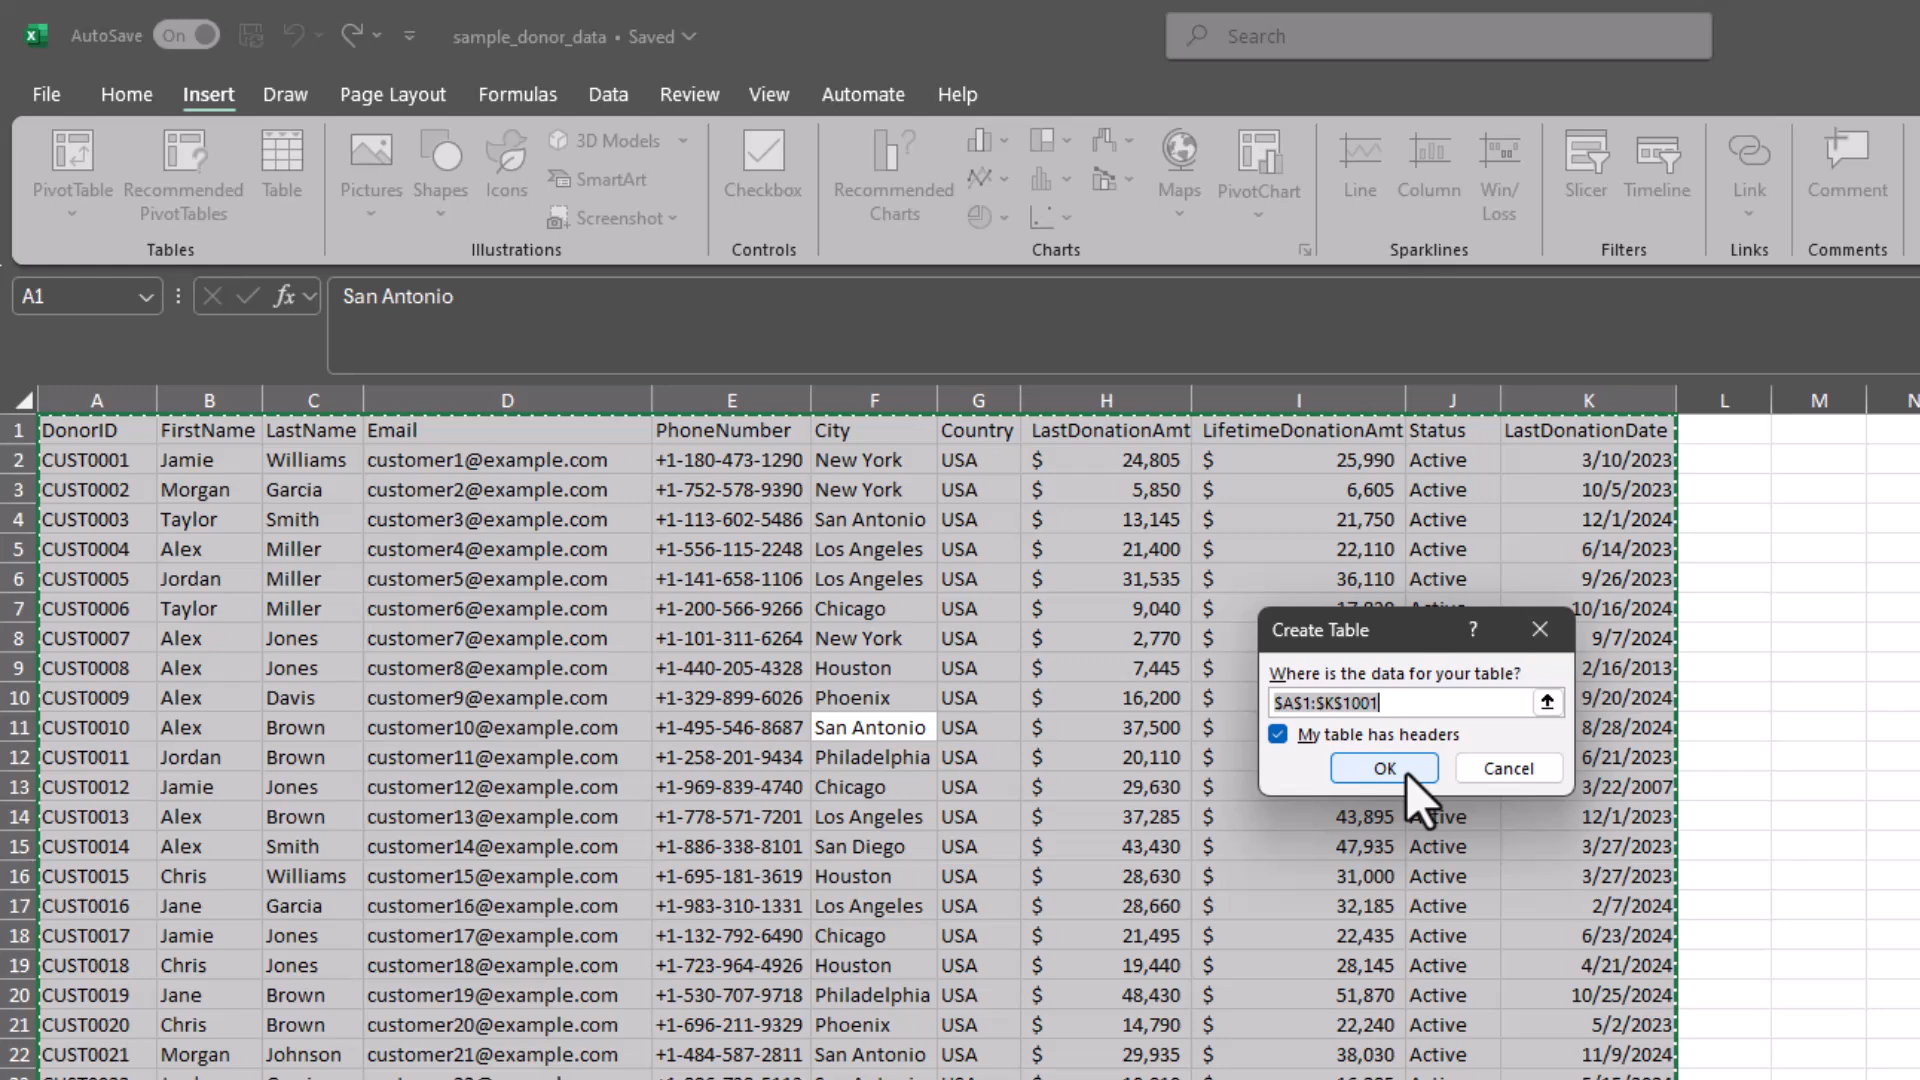 AutoSave On sample_donor_data • Saved Search
File Home Insert Draw Page Layout Formulas Data Review View Automate Help
PivotTable Recommended PivotTables Table Pictures Shapes Icons 3D Models SmartArt Screenshot Checkbox Recommended Charts Maps PivotChart Line Column Win/Loss Slicer Timeline Link Comment
Tables Illustrations Controls Charts Sparklines Filters Links Comments
A1 fx San Antonio
A B C D E F G H I J K L M N
1 DonorID FirstName LastName Email PhoneNumber City Country LastDonationAmt LifetimeDonationAmt Status LastDonationDate
2 CUST0001 Jamie Williams customer1@example.com +1-180-473-1290 New York USA $ 24,805 $ 25,990 Active 3/10/2023
3 CUST0002 Morgan Garcia customer2@example.com +1-752-578-9390 New York USA $ 5,850 $ 6,605 Active 10/5/2023
4 CUST0003 Taylor Smith customer3@example.com +1-113-602-5486 San Antonio USA $ 13,145 $ 21,750 Active 12/1/2024
5 CUST0004 Alex Miller customer4@example.com +1-556-115-2248 Los Angeles USA $ 21,400 $ 22,110 Active 6/14/2023
6 CUST0005 Jordan Miller customer5@example.com +1-141-658-1106 Los Angeles USA $ 31,535 $ 36,110 Active 9/26/2023
7 CUST0006 Taylor Miller customer6@example.com +1-200-566-9266 Chicago USA $ 9,040 $ 10/16/2024
8 CUST0007 Alex Jones customer7@example.com +1-101-311-6264 New York USA $ 2,770 $ 9/7/2024
9 CUST0008 Alex Jones customer8@example.com +1-440-205-4328 Houston USA $ 7,445 $ 2/16/2013
10 CUST0009 Alex Davis customer9@example.com +1-329-899-6026 Phoenix USA $ 16,200 $ 9/20/2024
11 CUST0010 Alex Brown customer10@example.com +1-495-546-8687 San Antonio USA $ 37,500 $ 8/28/2024
12 CUST0011 Jordan Brown customer11@example.com +1-258-201-9434 Philadelphia USA $ 20,110 $ 6/21/2023
13 CUST0012 Jamie Jones customer12@example.com +1-969-839-4740 Chicago USA $ 29,630 $ 3/22/2007
14 CUST0013 Alex Brown customer13@example.com +1-778-571-7201 Los Angeles USA $ 37,285 $ 43,895 Active 12/1/2023
15 CUST0014 Alex Smith customer14@example.com +1-886-338-8101 San Diego USA $ 43,430 $ 47,935 Active 3/27/2023
16 CUST0015 Chris Williams customer15@example.com +1-695-181-3619 Houston USA $ 28,630 $ 31,000 Active 3/27/2023
17 CUST0016 Jane Garcia customer16@example.com +1-983-310-1331 Los Angeles USA $ 28,660 $ 32,185 Active 2/7/2024
18 CUST0017 Jamie Jones customer17@example.com +1-132-792-6490 Chicago USA $ 21,495 $ 22,435 Active 6/23/2024
19 CUST0018 Chris Jones customer18@example.com +1-723-964-4926 Houston USA $ 19,440 $ 28,145 Active 4/21/2024
20 CUST0019 Jane Brown customer19@example.com +1-530-707-9718 Philadelphia USA $ 48,430 $ 51,870 Active 10/25/2024
21 CUST0020 Chris Brown customer20@example.com +1-696-211-9329 Phoenix USA $ 14,790 $ 22,240 Active 5/2/2023
22 CUST0021 Morgan Johnson customer21@example.com +1-484-587-2811 San Antonio USA $ 29,935 $ 38,030 Active 11/9/2024
Create Table ?
Where is the data for your table?
$A$1:$K$1001
My table has headers
OK Cancel